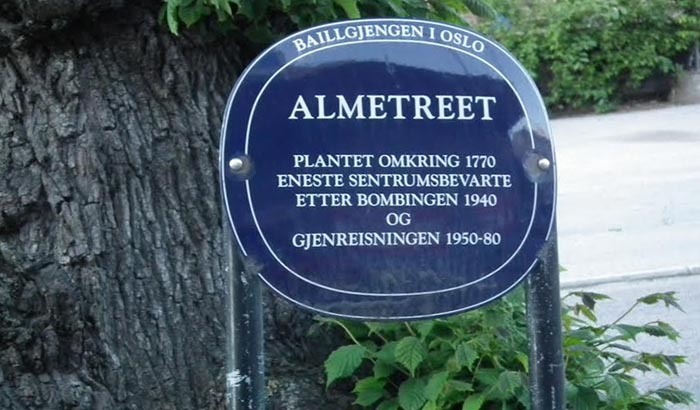 BAILLGJENGEN I OSLO
ALMETREET
PLANTET OMKRING 1770
ENESTE SENTRUMSBEVARTE
ETTER BOMBINGEN 1940
OG
GJENREISNINGEN 1950-80